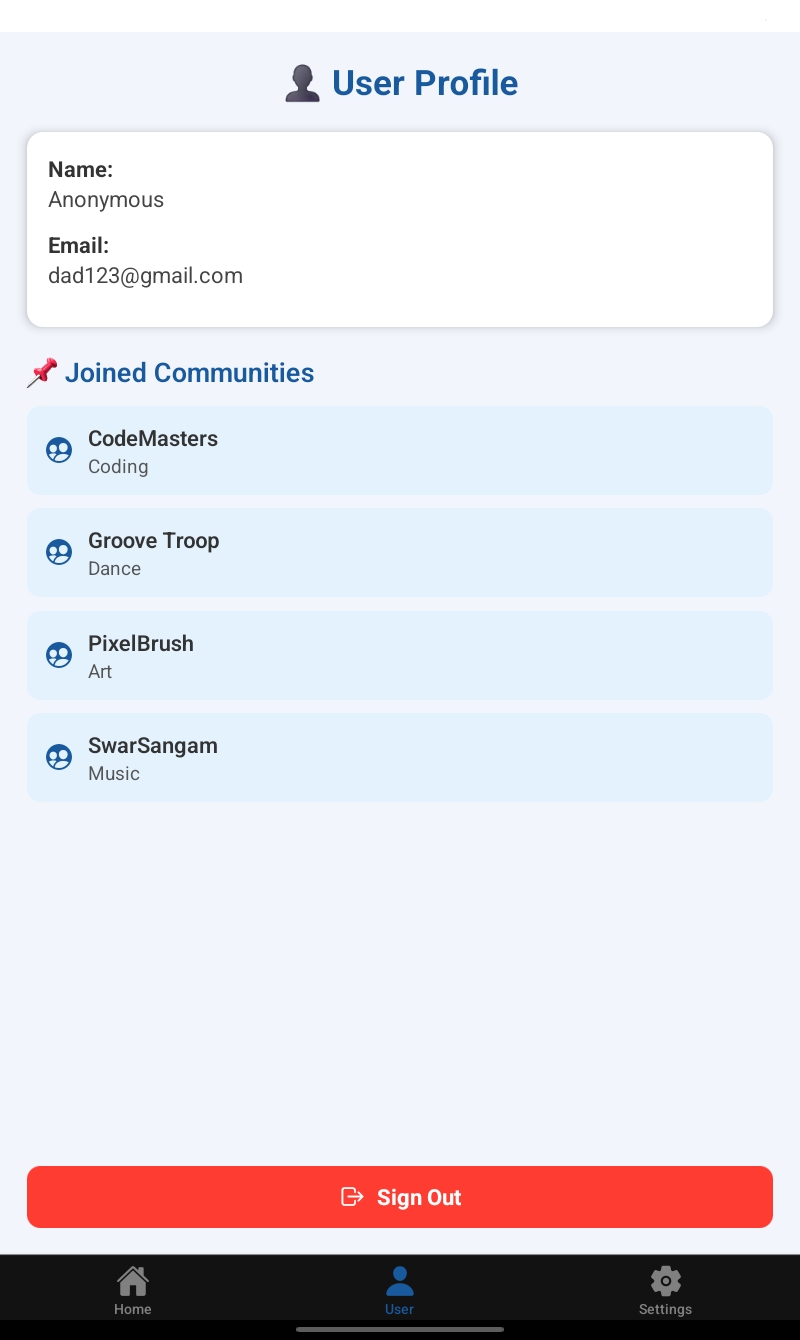 User Profile
Name:
Anonymous
Email:
dad123@gmail.com
Joined Communities
CodeMasters
Coding
Groove Troop
Dance
PixelBrush
Art
SwarSangam
Music
Sign Out
Home
User
Settings